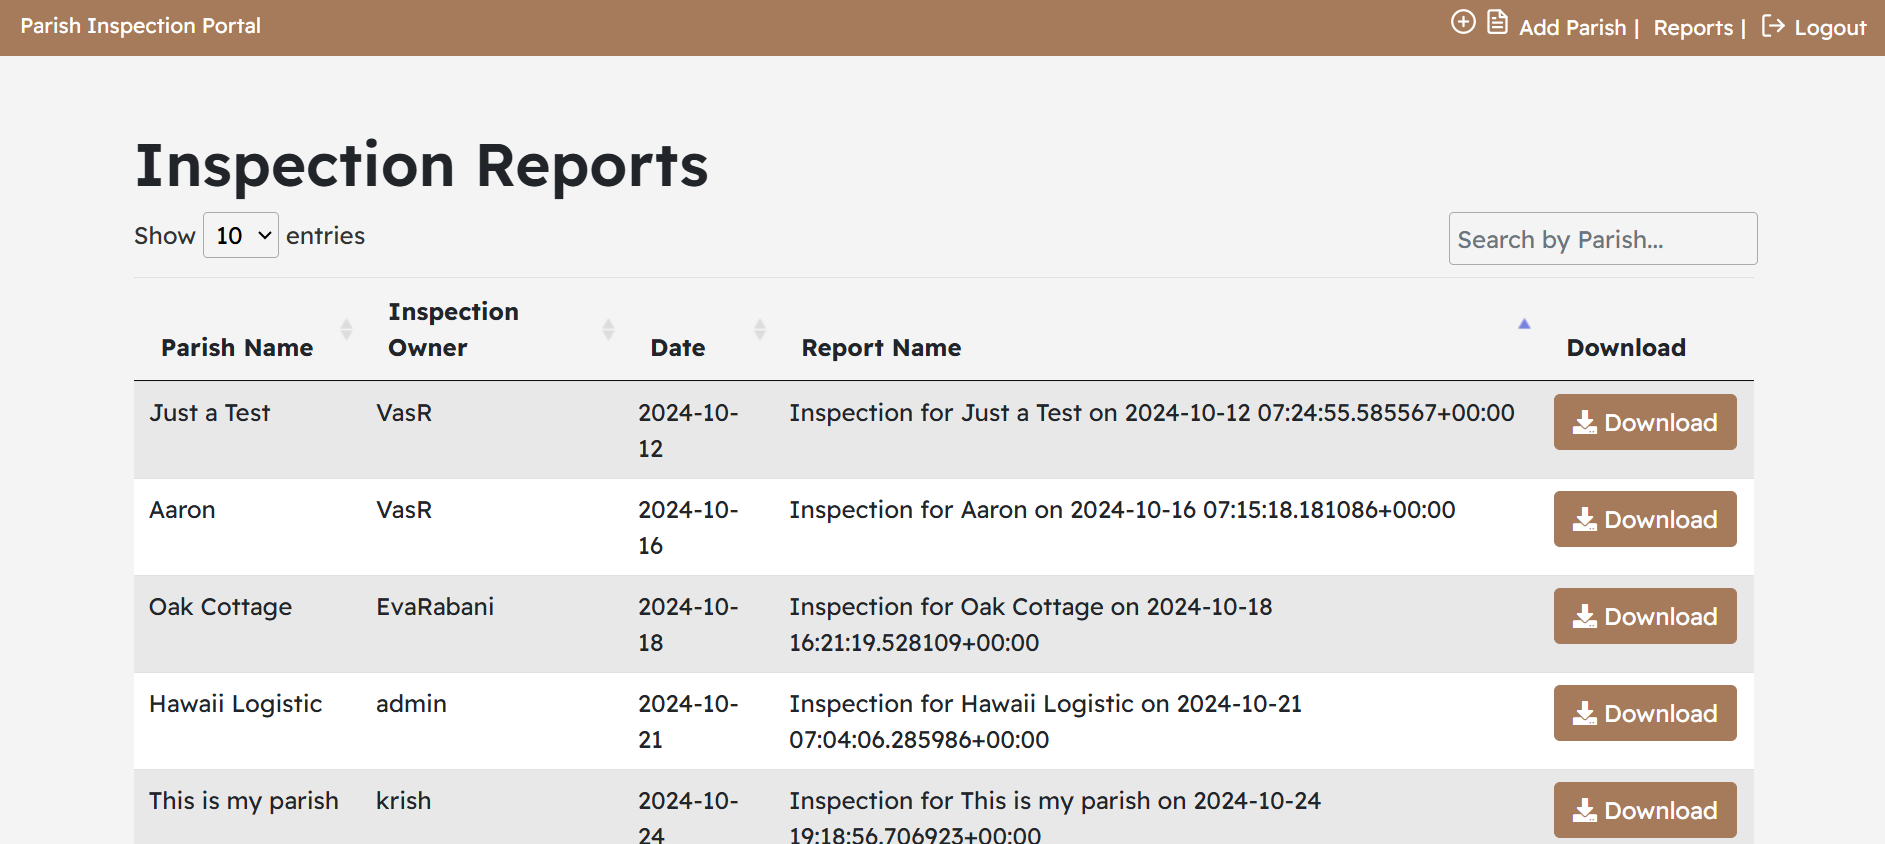 Parish Inspection Portal
Add Parish | Reports | Logout
Inspection Reports
Show 10 entries
Search by Parish...
Parish Name
Inspection
Owner
Date
Report Name
Download
Just a Test
VasR
2024-10-
12
Inspection for Just a Test on 2024-10-12 07:24:55.585567+00:00
Download
Aaron
VasR
2024-10-
16
Inspection for Aaron on 2024-10-16 07:15:18.181086+00:00
Download
Oak Cottage
EvaRabani
2024-10-
18
Inspection for Oak Cottage on 2024-10-18
16:21:19.528109+00:00
Download
Hawaii Logistic
admin
2024-10-
21
Inspection for Hawaii Logistic on 2024-10-21
07:04:06.285986+00:00
Download
This is my parish
krish
2024-10-
24
Inspection for This is my parish on 2024-10-24
19:18:56.706923+00:00
Download